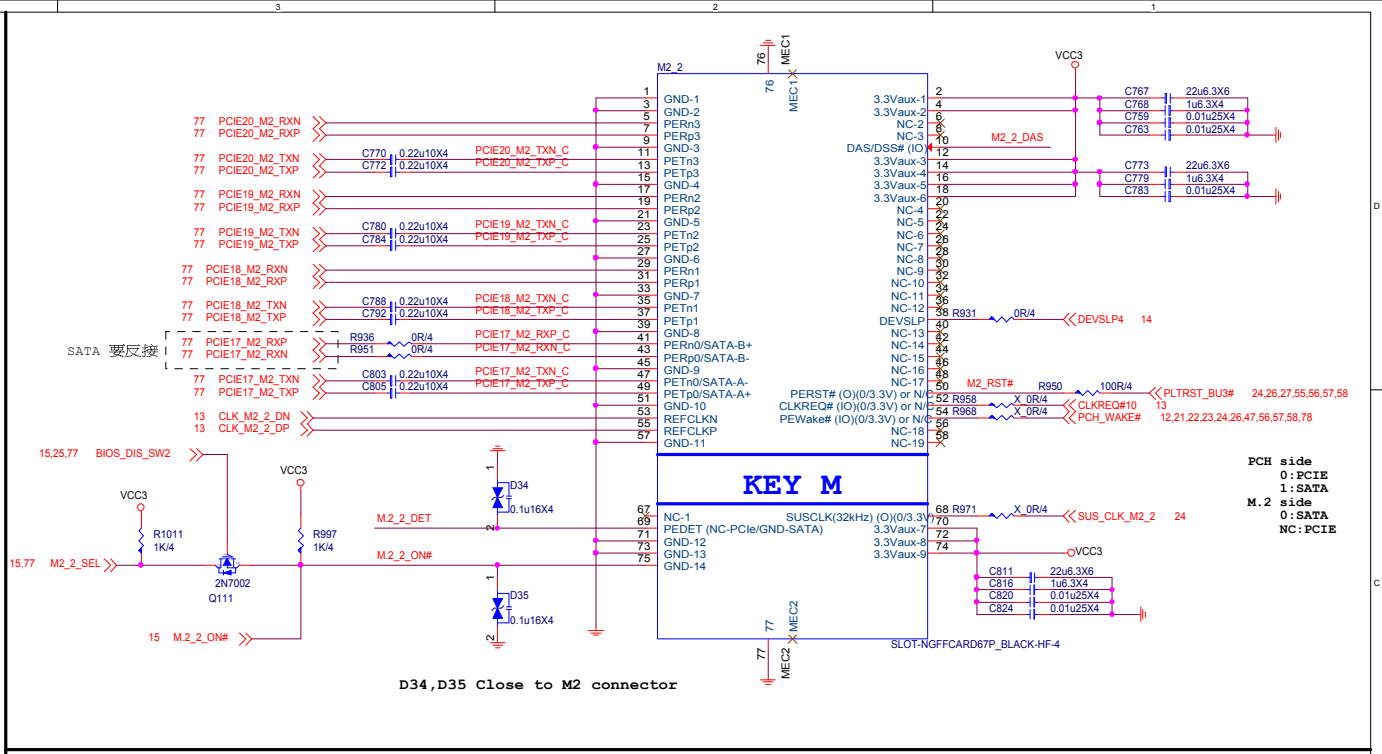 3
2
1
D
C
M2_2
76
MEC1
76
MEC1
1
3
5
7
9
11
13
15
17
19
21
23
25
27
29
31
33
35
37
39
41
43
45
47
49
51
53
55
57
67
69
71
73
75
GND-1
GND-2
PERn3
PERp3
GND-3
PETn3
PETp3
GND-4
PERn2
PERp2
GND-5
PETn2
PETp2
GND-6
PERn1
PERp1
GND-7
PETn1
PETp1
GND-8
PERn0/SATA-B+
PERp0/SATA-B-
GND-9
PETn0/SATA-A-
PETp0/SATA-A+
GND-10
REFCLKN
REFCLKP
GND-11
KEY M
NC-1
PEDET (NC-PCIe/GND-SATA)
GND-12
GND-13
GND-14
3.3Vaux-1
3.3Vaux-2
NC-2
NC-3
DAS/DSS# (IO)
3.3Vaux-3
3.3Vaux-4
3.3Vaux-5
3.3Vaux-6
NC-4
NC-5
NC-6
NC-7
NC-8
NC-9
NC-10
NC-11
NC-12
DEVSLP
NC-13
NC-14
NC-15
NC-16
NC-17
PERST# (O)(0/3.3V) or N/C
CLKREQ# (IO)(0/3.3V) or N/C
PEWake# (IO)(0/3.3V) or N/C
NC-18
NC-19
SUSCLK(32kHz) (O)(0/3.3V)
3.3Vaux-7
3.3Vaux-8
3.3Vaux-9
2
4
6
8
10
12
14
16
18
20
22
24
26
28
30
32
34
36
38
40
42
44
46
48
50
52
54
56
58
68
70
72
74
77
MEC2
77
MEC2
SLOT-NGFFCARD67P_BLACK-HF-4
77 PCIE20_M2_RXN
77 PCIE20_M2_RXP
77 PCIE20_M2_TXN C770 0.22u10X4 PCIE20_M2_TXN_C
77 PCIE20_M2_TXP C772 0.22u10X4 PCIE20_M2_TXP_C
77 PCIE19_M2_RXN
77 PCIE19_M2_RXP
77 PCIE19_M2_TXN C780 0.22u10X4 PCIE19_M2_TXN_C
77 PCIE19_M2_TXP C784 0.22u10X4 PCIE19_M2_TXP_C
77 PCIE18_M2_RXN
77 PCIE18_M2_RXP
77 PCIE18_M2_TXN C788 0.22u10X4 PCIE18_M2_TXN_C
77 PCIE18_M2_TXP C792 0.22u10X4 PCIE18_M2_TXP_C
SATA 要反接
77 PCIE17_M2_RXP R936 0R/4 PCIE17_M2_RXP_C
77 PCIE17_M2_RXN R951 0R/4 PCIE17_M2_RXN_C
77 PCIE17_M2_TXN C803 0.22u10X4 PCIE17_M2_TXN_C
77 PCIE17_M2_TXP C805 0.22u10X4 PCIE17_M2_TXP_C
13 CLK_M2_2_DN
13 CLK_M2_2_DP
15,25,77 BIOS_DIS_SW2
VCC3
VCC3
R1011
1K/4
R997
1K/4
15,77 M2_2_SEL
2N7002
Q111
15 M.2_2_ON#
M.2_2_DET
M.2_2_ON#
1
D34
0.1u16X4
2
1
D35
0.1u16X4
2
D34,D35 Close to M2 connector
VCC3
C767 22u6.3X6
C768 1u6.3X4
C759 0.01u25X4
C763 0.01u25X4
M2_2_DAS
C773 22u6.3X6
C779 1u6.3X4
C783 0.01u25X4
R931 0R/4 DEVSLP4 14
M2_RST# R950 100R/4 PLTRST_BU3# 24,26,27,55,56,57,58
R958 X_0R/4 CLKREQ#10 13
R968 X_0R/4 PCH_WAKE# 12,21,22,23,24,26,47,56,57,58,78
R971 X_0R/4 SUS_CLK_M2_2 24
VCC3
C811 22u6.3X6
C816 1u6.3X4
C820 0.01u25X4
C824 0.01u25X4
PCH side
0:PCIE
1:SATA
M.2 side
0:SATA
NC:PCIE